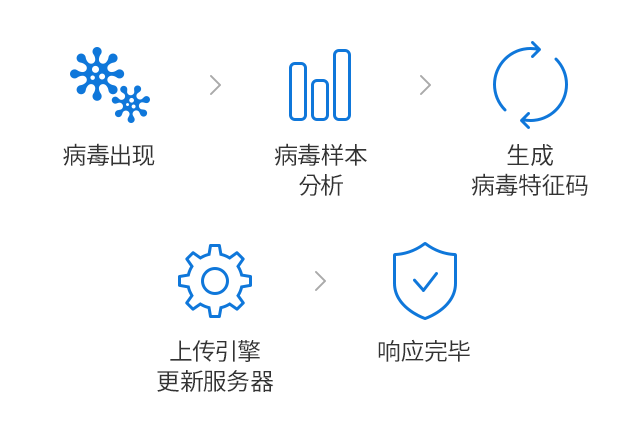 病毒出现
病毒样本
分析
生成
病毒特征码
上传引擎
更新服务器
响应完毕